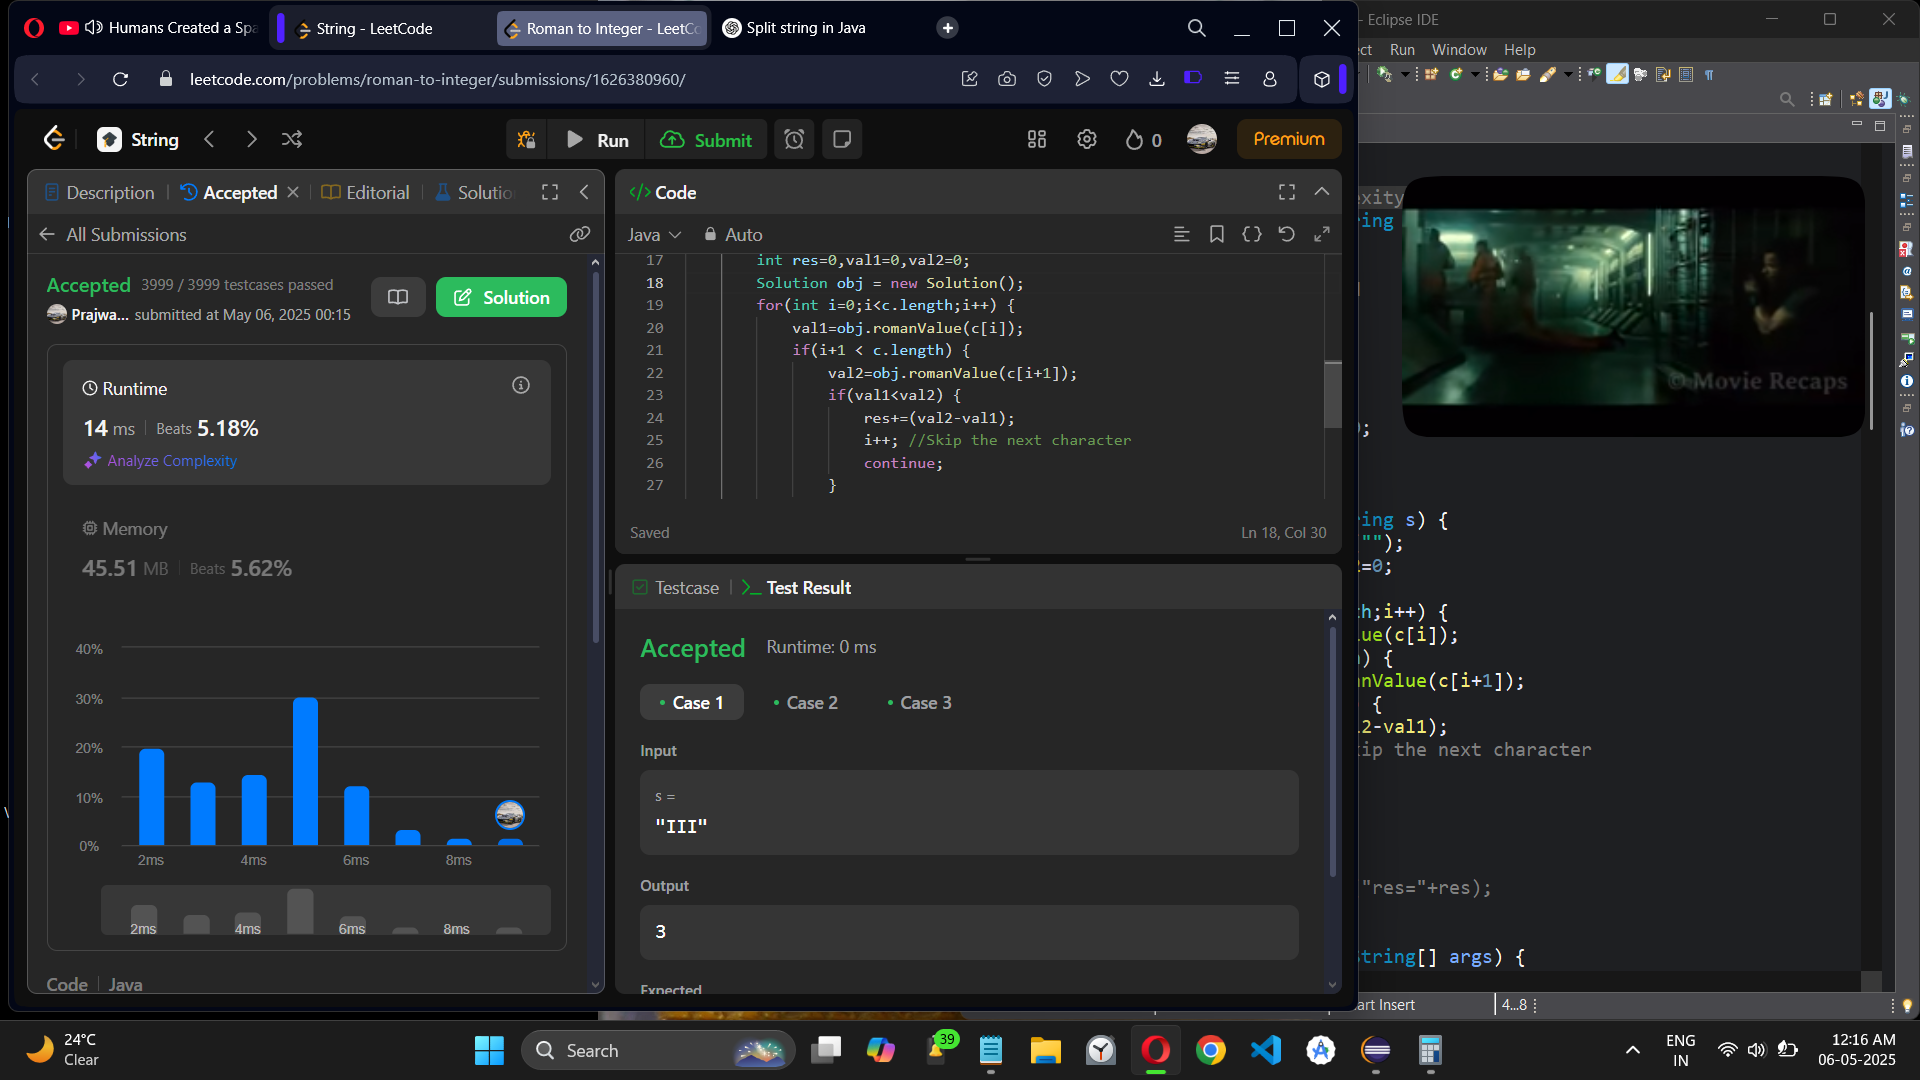 Humans Created a Spa
String - LeetCode
Roman to Integer - LeetCo
Split string in Java
- Eclipse IDE
leetcode.com/problems/roman-to-integer/submissions/1626380960/
Run Window Help
String
Run
Submit
0
Premium
Description
Accepted
Editorial
Solutio
Code
All Submissions
Java
Auto
Accepted 3999 / 3999 testcases passed
Prajwa... submitted at May 06, 2025 00:15
Solution
Runtime
14 ms
Beats 5.18%
Analyze Complexity
Memory
45.51 MB
Beats 5.62%
40%
30%
20%
10%
0%
2ms 4ms 6ms 8ms
2ms 4ms 6ms 8ms
Code
Java
17 int res=0,val1=0,val2=0;
18 Solution obj = new Solution();
19 for(int i=0;i<c.length;i++) {
20 val1=obj.romanValue(c[i]);
21 if(i+1 < c.length) {
22 val2=obj.romanValue(c[i+1]);
23 if(val1<val2) {
24 res+=(val2-val1);
25 i++; //Skip the next character
26 continue;
27 }
Saved
Ln 18, Col 30
Testcase
Test Result
Accepted
Runtime: 0 ms
Case 1
Case 2
Case 3
Input
s =
"III"
Output
3
Expected
exity
ing
© Movie Recaps
);
ing s) {
"");
=0;
h;i++) {
ue(c[i]);
) {
nValue(c[i+1]);
{
2-val1);
ip the next character
"res="+res);
tring[] args) {
art Insert
4...8
24°C
Clear
Search
39
ENG
IN
12:16 AM
06-05-2025